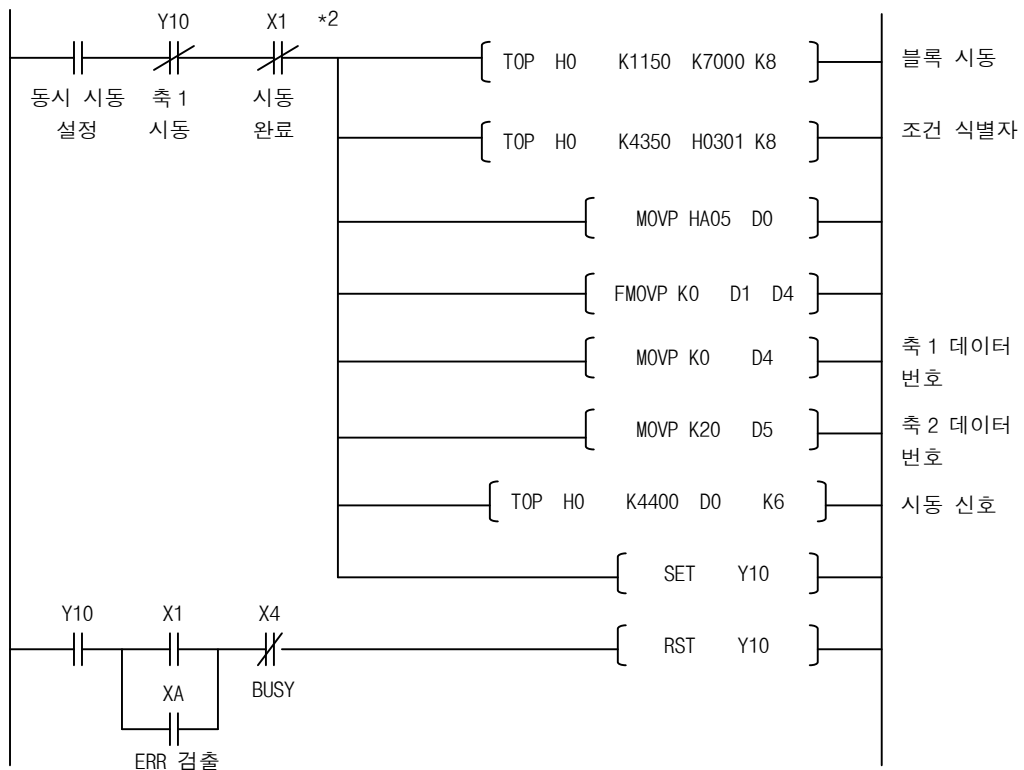 Y10 X1 *2
TOP H0 K1150 K7000 K8 블록 시동
동시 시동 축1 시동
설정 시동 완료
TOP H0 K4350 H0301 K8 조건 식별자
MOVP HA05 D0
FMOVP K0 D1 D4
MOVP K0 D4 축1 데이터
번호
MOVP K20 D5 축2 데이터
번호
TOP H0 K4400 D0 K6 시동 신호
SET Y10
Y10 X1 X4
RST Y10
XA BUSY
ERR 검출